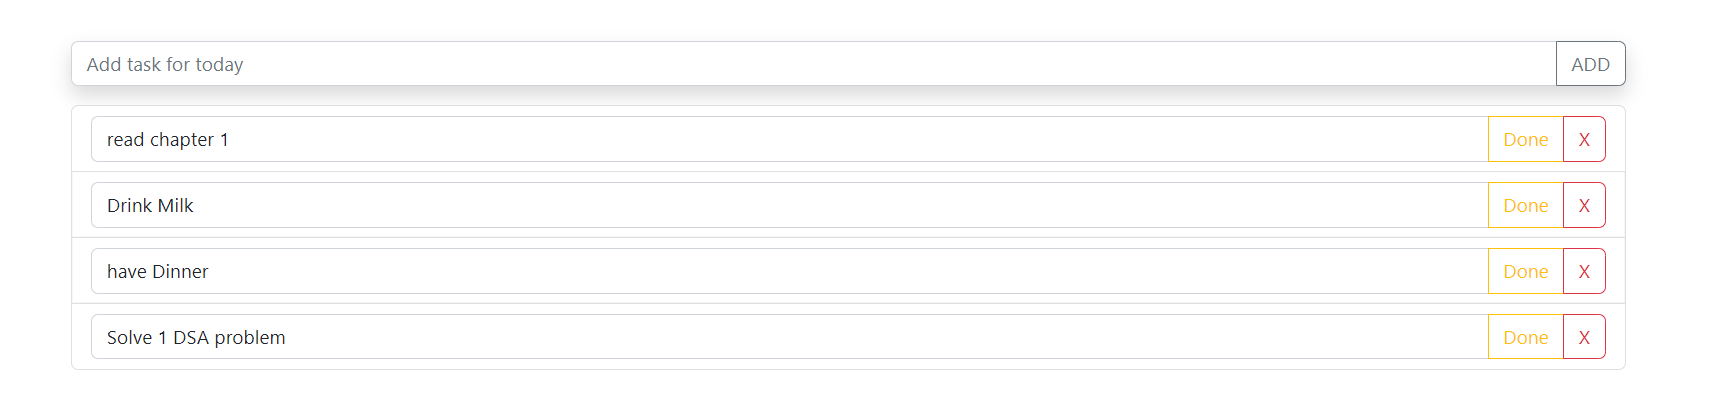 Add task for today ADD
read chapter 1 Done X
Drink Milk Done X
have Dinner Done X
Solve 1 DSA problem Done X